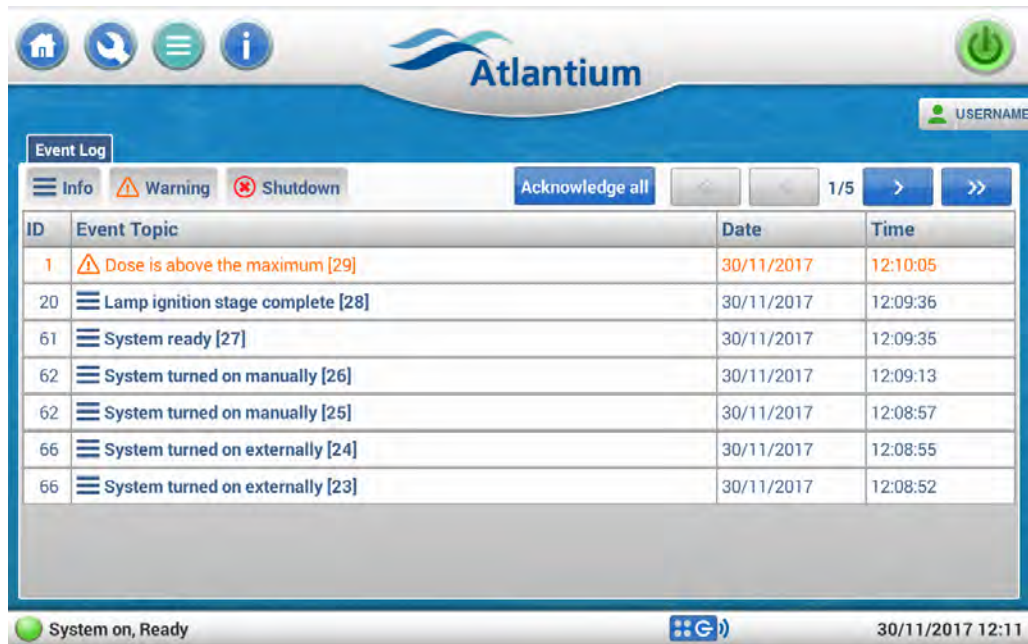 Atlantium
USERNAME
Event Log
Info Warning Shutdown Acknowledge all < < 1/5 > >>
ID Event Topic Date Time
1 Dose is above the maximum [29] 30/11/2017 12:10:05
20 Lamp ignition stage complete [28] 30/11/2017 12:09:36
61 System ready [27] 30/11/2017 12:09:35
62 System turned on manually [26] 30/11/2017 12:09:13
62 System turned on manually [25] 30/11/2017 12:08:57
66 System turned on externally [24] 30/11/2017 12:08:55
66 System turned on externally [23] 30/11/2017 12:08:52
System on, Ready G 30/11/2017 12:11